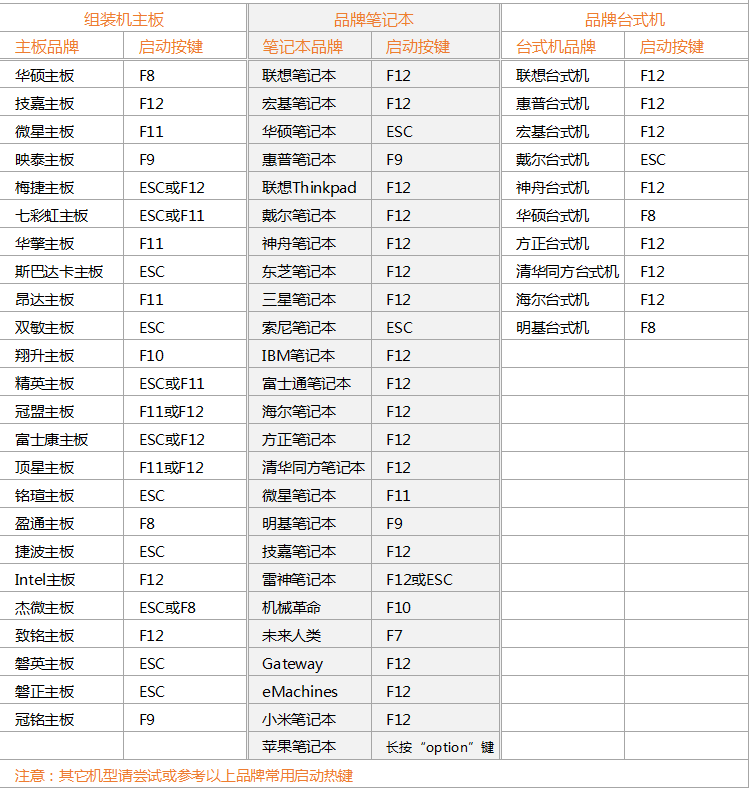 组装机主板 品牌笔记本 品牌台式机
主板品牌 启动按键 笔记本品牌 启动按键 台式机品牌 启动按键
华硕主板 F8 联想笔记本 F12 联想台式机 F12
技嘉主板 F12 宏基笔记本 F12 惠普台式机 F12
微星主板 F11 华硕笔记本 ESC 宏基台式机 F12
映泰主板 F9 惠普笔记本 F9 戴尔台式机 ESC
梅捷主板 ESC或F12 联想Thinkpad F12 神舟台式机 F12
七彩虹主板 ESC或F11 戴尔笔记本 F12 华硕台式机 F8
华擎主板 F11 神舟笔记本 F12 方正台式机 F12
斯巴达卡主板 ESC 东芝笔记本 F12 清华同方台式机 F12
昂达主板 F11 三星笔记本 F12 海尔台式机 F12
双敏主板 ESC 索尼笔记本 ESC 明基台式机 F8
翔升主板 F10 IBM笔记本 F12
精英主板 ESC或F11 富士通笔记本 F12
冠盟主板 F11或F12 海尔笔记本 F12
富士康主板 ESC或F12 方正笔记本 F12
顶星主板 F11或F12 清华同方笔记本 F12
铭瑄主板 ESC 微星笔记本 F11
盈通主板 F8 明基笔记本 F9
捷波主板 ESC 技嘉笔记本 F12
Intel主板 F12 雷神笔记本 F12或ESC
杰微主板 ESC或F8 机械革命 F10
致铭主板 F12 未来人类 F7
磐英主板 ESC Gateway F12
磐正主板 ESC eMachines F12
冠铭主板 F9 小米笔记本 F12
苹果笔记本 长按“option”键
注意：其它机型请尝试或参考以上品牌常用启动热键